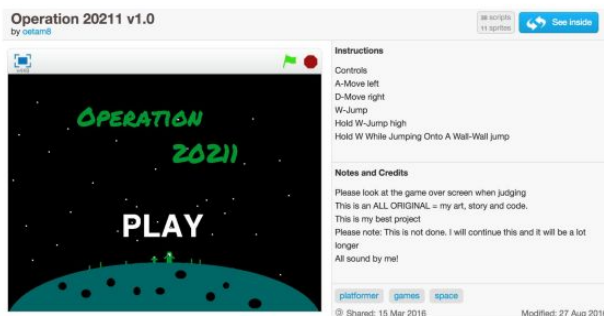 Operation 20211 v1.0
by oetam8
38 scripts
11 sprites
See inside
OPERATION
20211
PLAY
Instructions
Controls
A-Move left
D-Move right
W-Jump
Hold W-Jump high
Hold W While Jumping Onto A Wall-Wall jump
Notes and Credits
Please look at the game over screen when judging
This is an ALL ORIGINAL = my art, story and code.
This is my best project
Please note: This is not done. I will continue this and it will be a lot
longer
All sound by me!
platformer games space
Shared: 15 Mar 2016 Modified: 27 Aug 2016